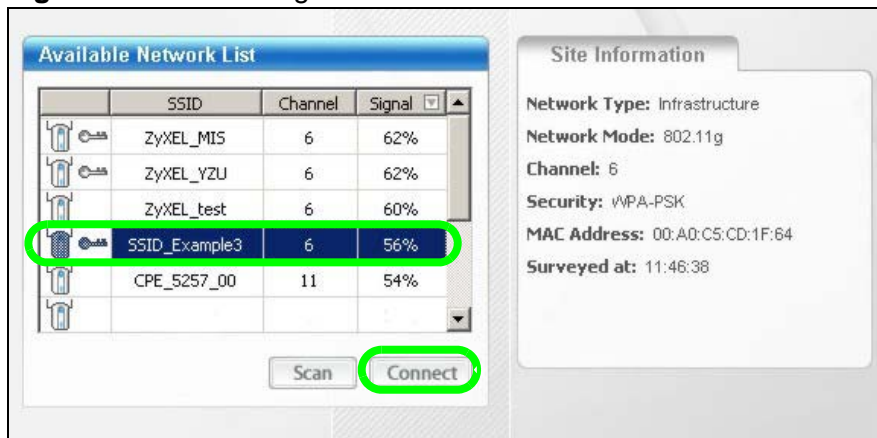 Available Network List
SSID Channel Signal
ZyXEL_MIS 6 62%
ZyXEL_YZU 6 62%
ZyXEL_test 6 60%
SSID_Example3 6 56%
CPE_5257_00 11 54%
Scan Connect
Site Information
Network Type: Infrastructure
Network Mode: 802.11g
Channel: 6
Security: WPA-PSK
MAC Address: 00:A0:C5:CD:1F:64
Surveyed at: 11:46:38